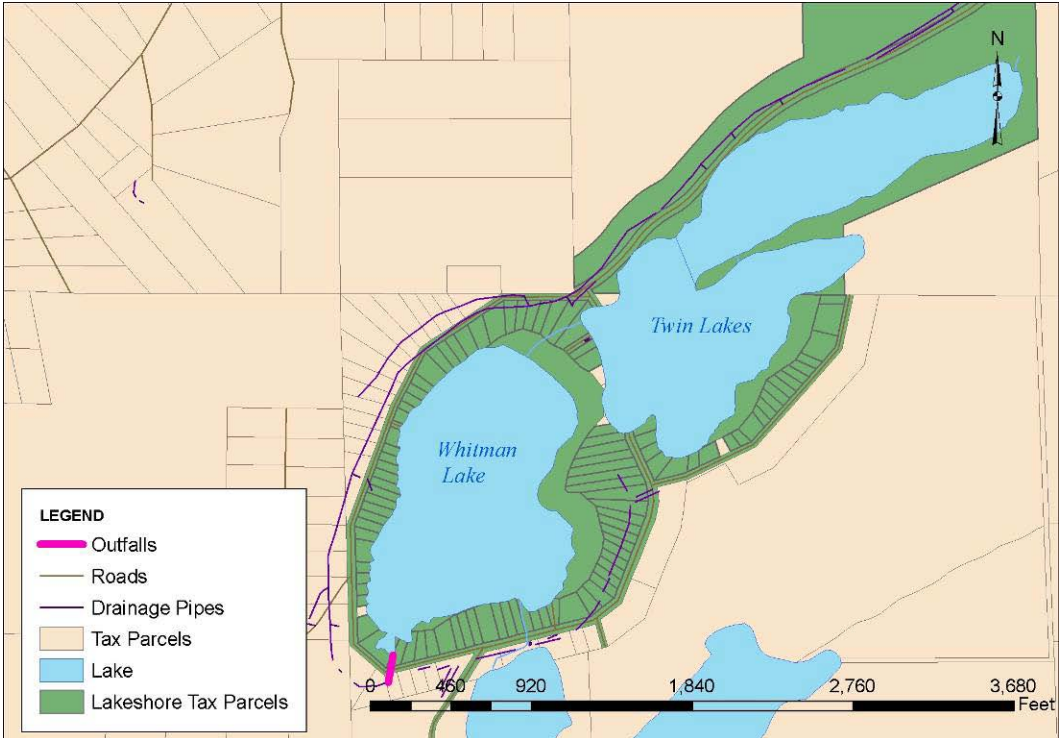 N
Twin Lakes
Whitman
Lake
LEGEND
Outfalls
Roads
Drainage Pipes
Tax Parcels
Lake
Lakeshore Tax Parcels
0 460 920 1,840 2,760 3,680
Feet